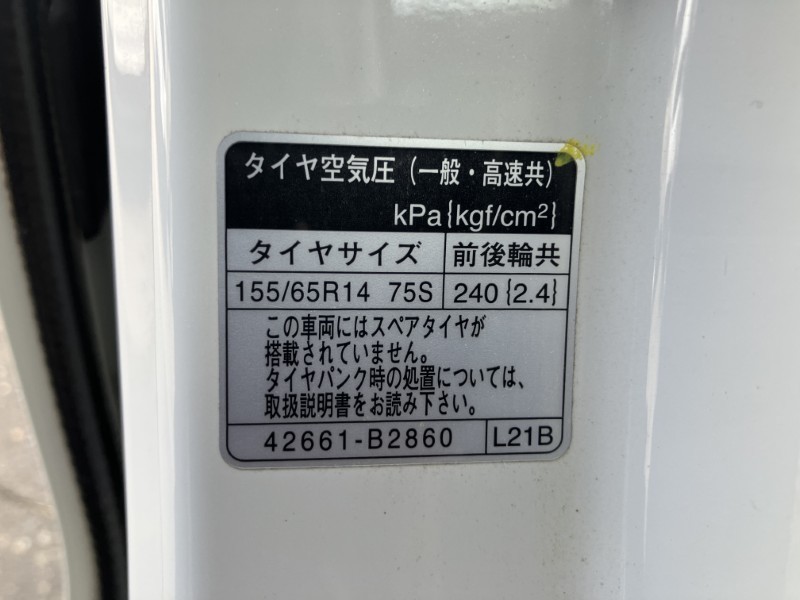 タイヤ空気圧（一般・高速共）
kPa{kgf/cm²}
タイヤサイズ 前後輪共
155/65R14 75S 240{2.4}
この車両にはスペアタイヤが
搭載されていません。
タイヤパンク時の処置については、
取扱説明書をお読み下さい。
42661-B2860 L21B